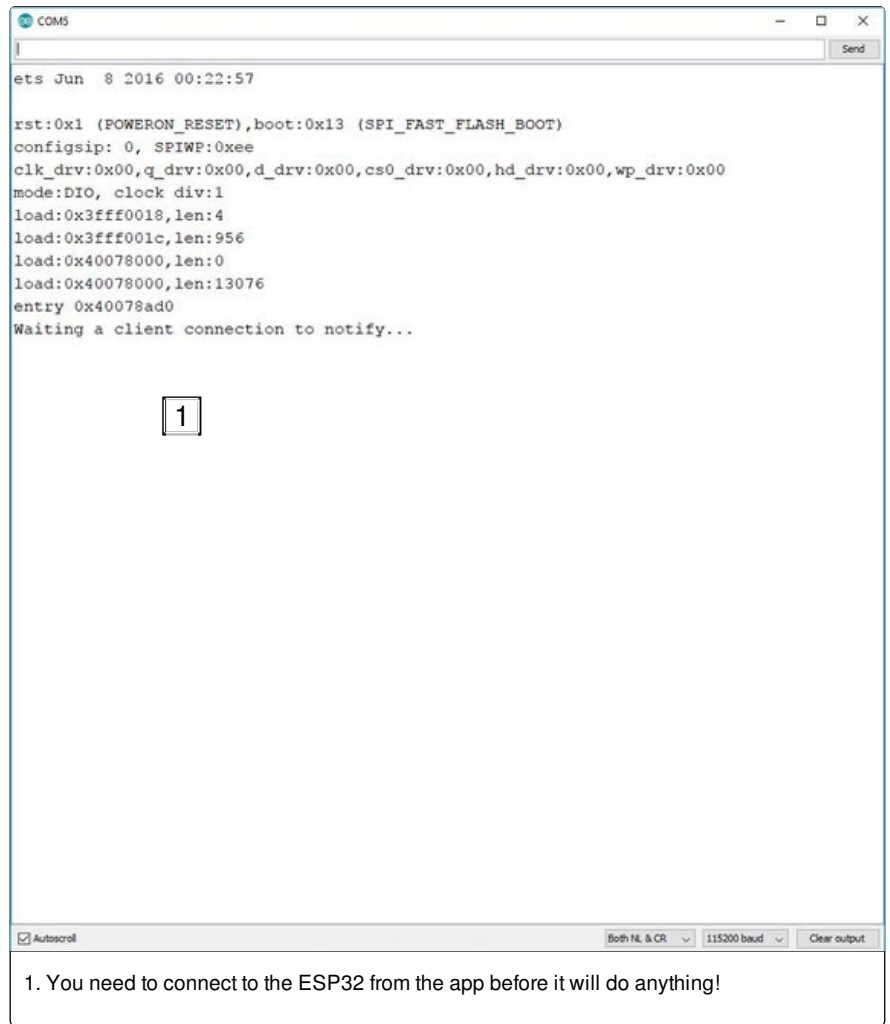 COM5
Send
ets Jun  8 2016 00:22:57
rst:0x1 (POWERON_RESET),boot:0x13 (SPI_FAST_FLASH_BOOT)
configsip: 0, SPIWP:0xee
clk_drv:0x00,q_drv:0x00,d_drv:0x00,cs0_drv:0x00,hd_drv:0x00,wp_drv:0x00
mode:DIO, clock div:1
load:0x3fff0018,len:4
load:0x3fff001c,len:956
load:0x40078000,len:0
load:0x40078000,len:13076
entry 0x40078ad0
Waiting a client connection to notify...
1
Autoscroll Both NL & CR 115200 baud Clear output
1. You need to connect to the ESP32 from the app before it will do anything!